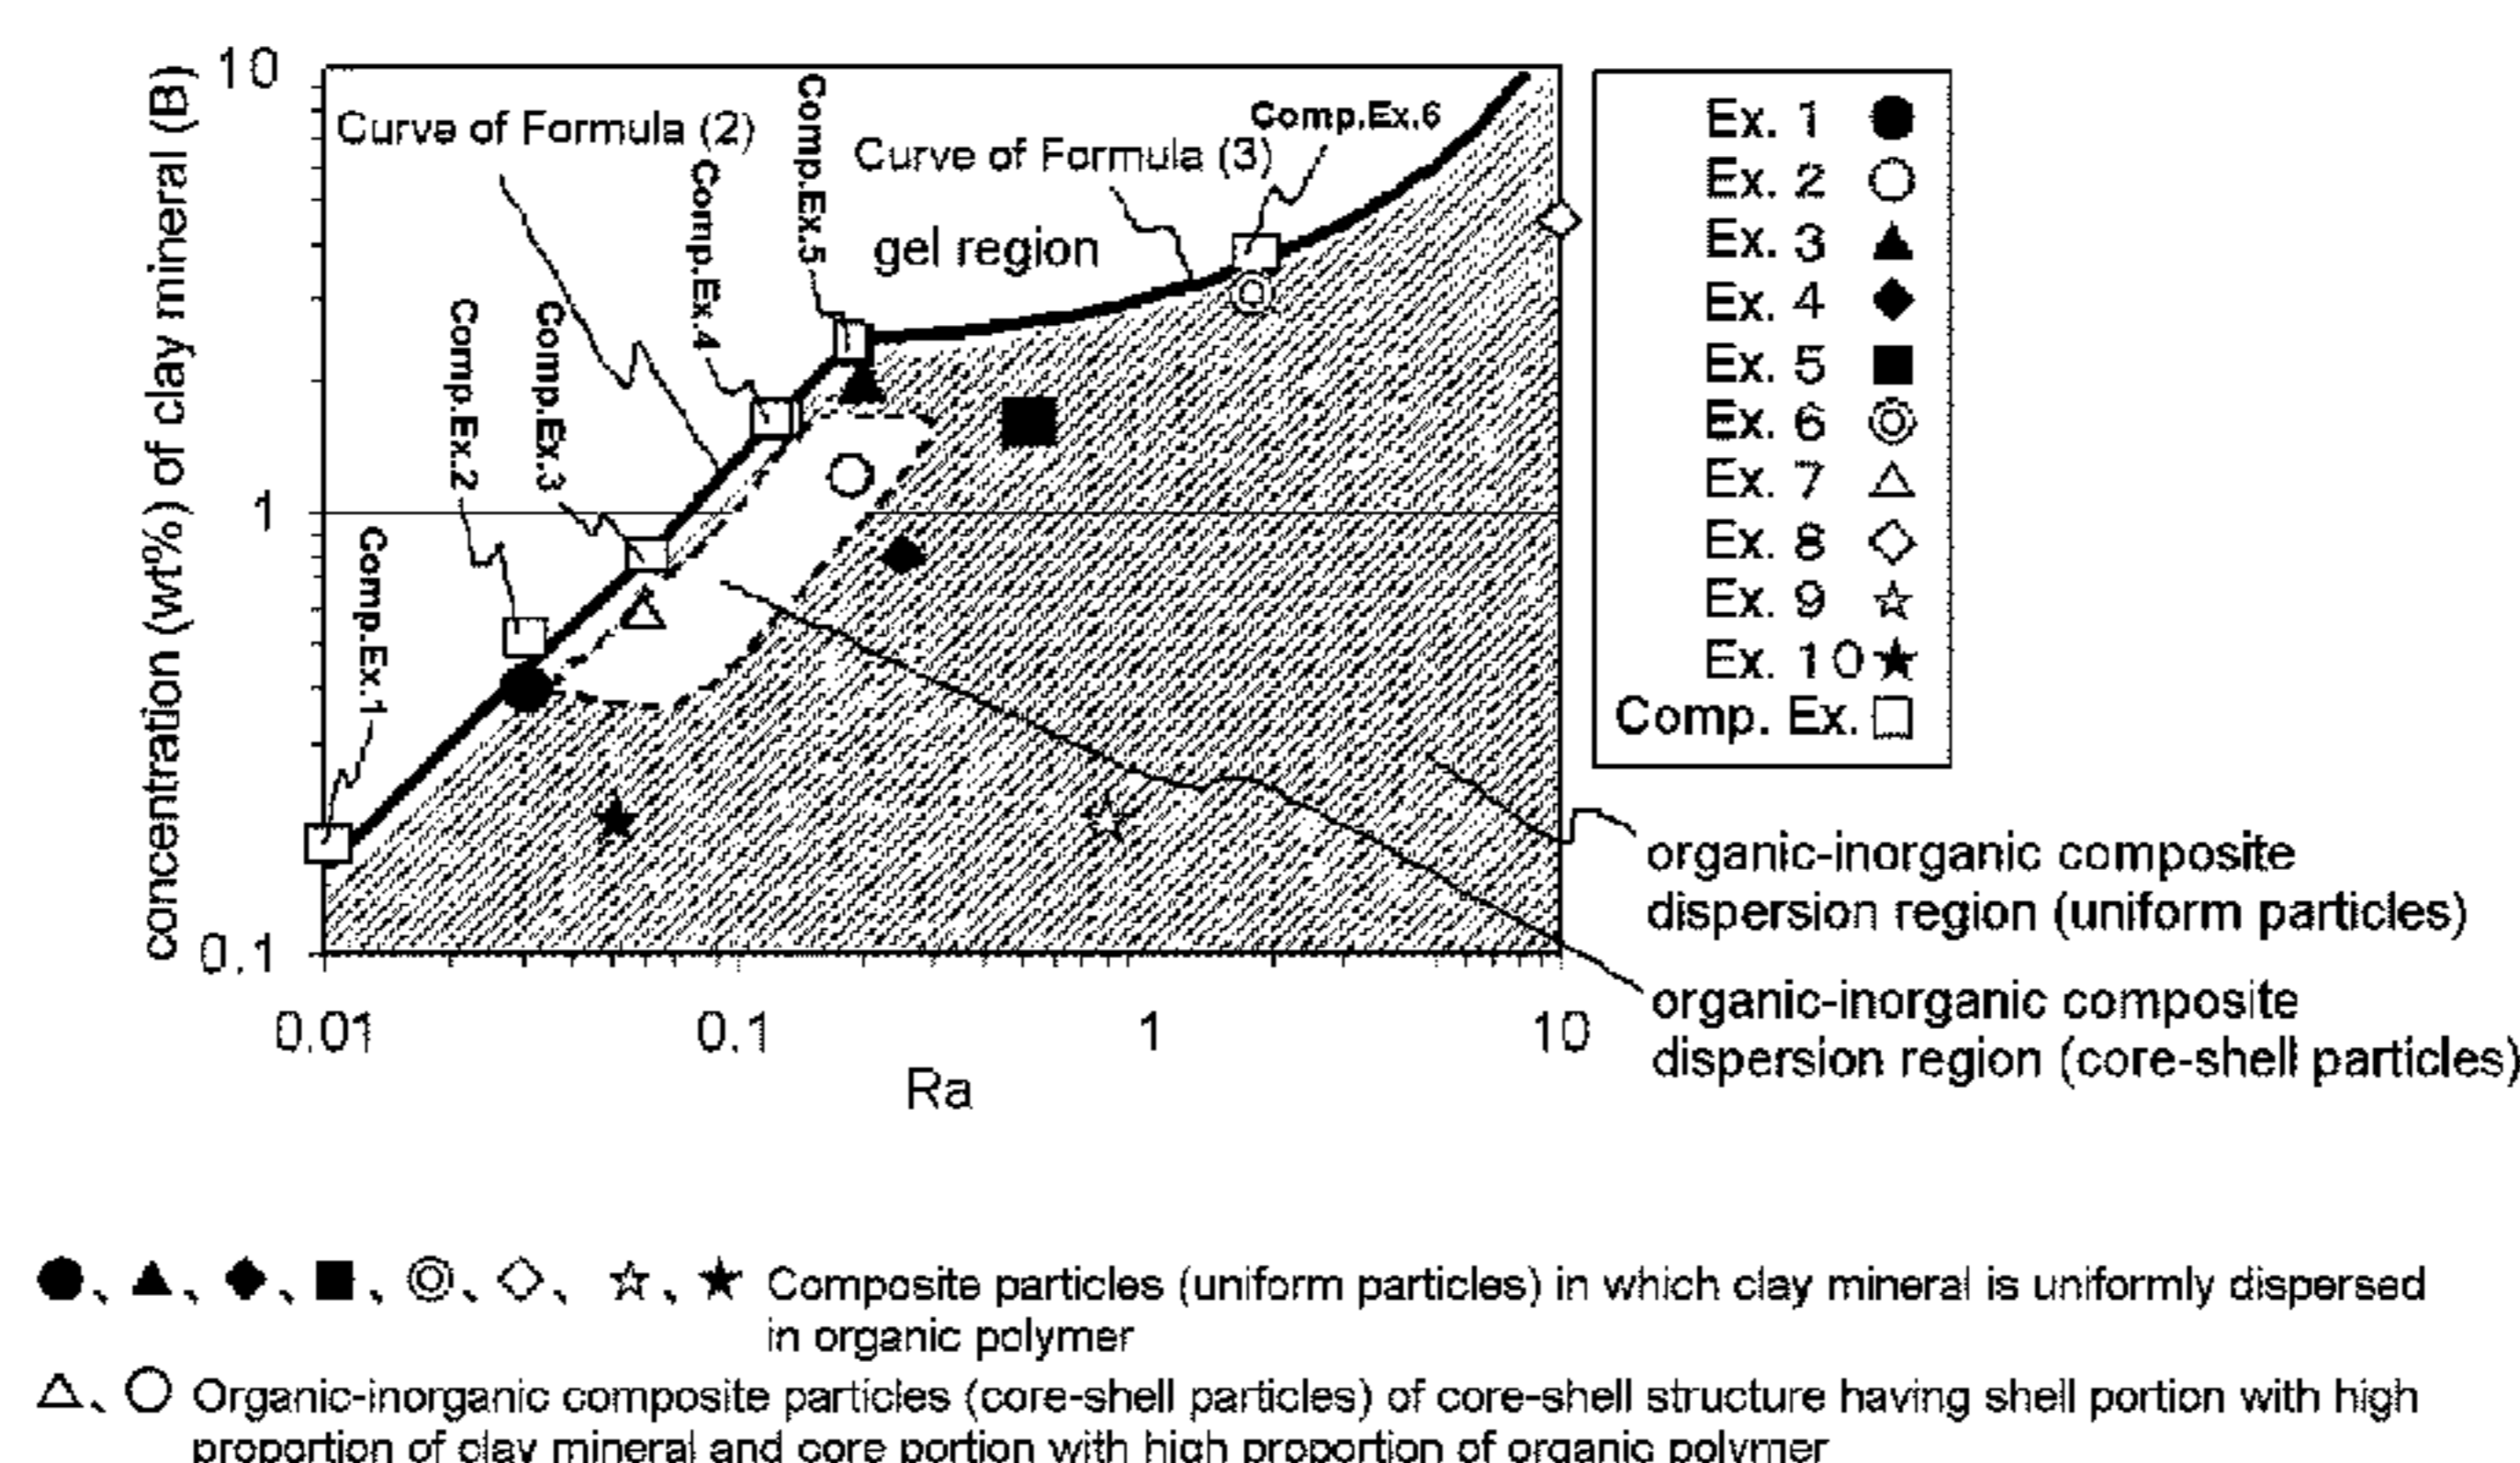 concentration (wt%) of clay mineral (B)
10
1
0.1
0.01
0.1
1
10
Ra
Curve of Formula (2)
Curve of Formula (3)
gel region
Comp.Ex.1
Comp.Ex.2
Comp.Ex.3
Comp.Ex.4
Comp.Ex.5
Comp.Ex.6
Ex. 1
Ex. 2
Ex. 3
Ex. 4
Ex. 5
Ex. 6
Ex. 7
Ex. 8
Ex. 9
Ex. 10
Comp. Ex.
organic-inorganic composite
dispersion region (uniform particles)
organic-inorganic composite
dispersion region (core-shell particles)
Composite particles (uniform particles) in which clay mineral is uniformly dispersed
in organic polymer
Organic-inorganic composite particles (core-shell particles) of core-shell structure having shell portion with high
proportion of clay mineral and core portion with high proportion of organic polymer